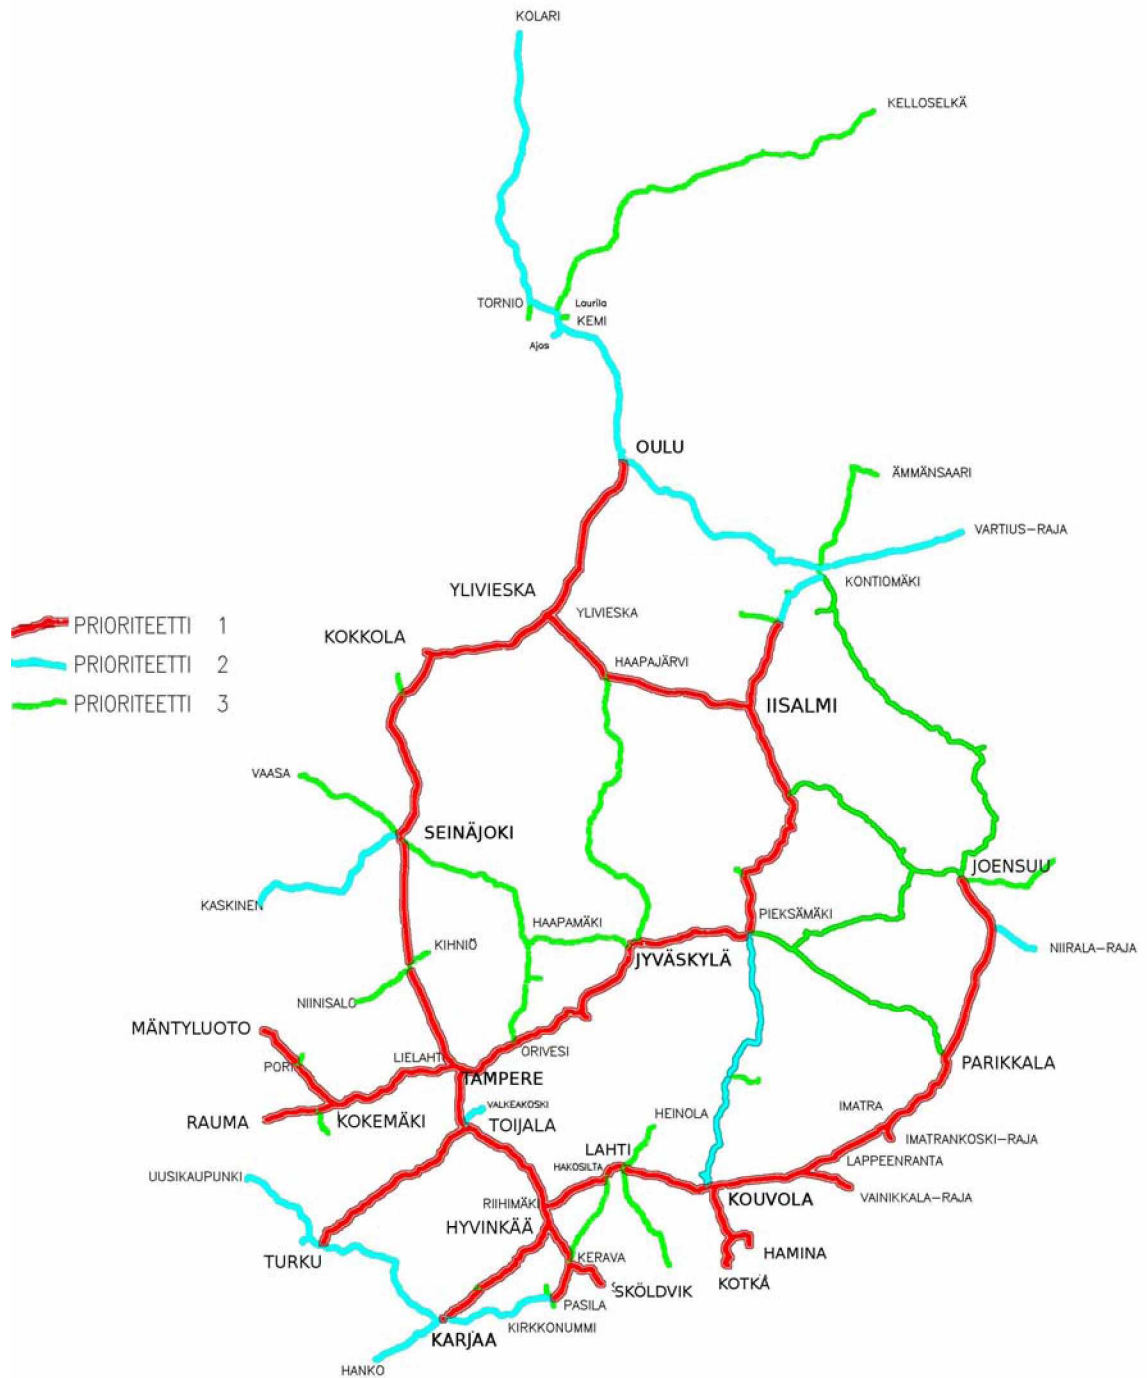 KOLARI
KELLOSELKÄ
TORNIO
Laurila
KEMI
Ajos
OULU
ÄMMÄNSAARI
VARTIUS-RAJA
KONTIOMÄKI
YLIVIESKA
YLIVIESKA
PRIORITEETTI 1
KOKKOLA
PRIORITEETTI 2
HAAPAJÄRVI
PRIORITEETTI 3
IISALMI
VAASA
SEINÄJOKI
JOENSUU
KASKINEN
HAAPAMÄKI
PIEKSÄMÄKI
KIHNIÖ
NIIRALA-RAJA
JYVÄSKYLÄ
NIINISALO
MÄNTYLUOTO
ORIVESI
LIELAHTI
PORI
PARIKKALA
TAMPERE
VALKEAKOSKI
IMATRA
RAUMA
KOKEMÄKI
TOIJALA
HEINOLA
IMATRANKOSKI-RAJA
LAHTI
LAPPEENRANTA
HAKOSILTA
UUSIKAUPUNKI
KOUVOLA
VAINIKKALA-RAJA
RIIHIMÄKI
HYVINKÄÄ
HAMINA
TURKU
KERAVA
KOTKA
SKÖLDVIK
PASILA
KIRKKONUMMI
KARJAA
HANKO